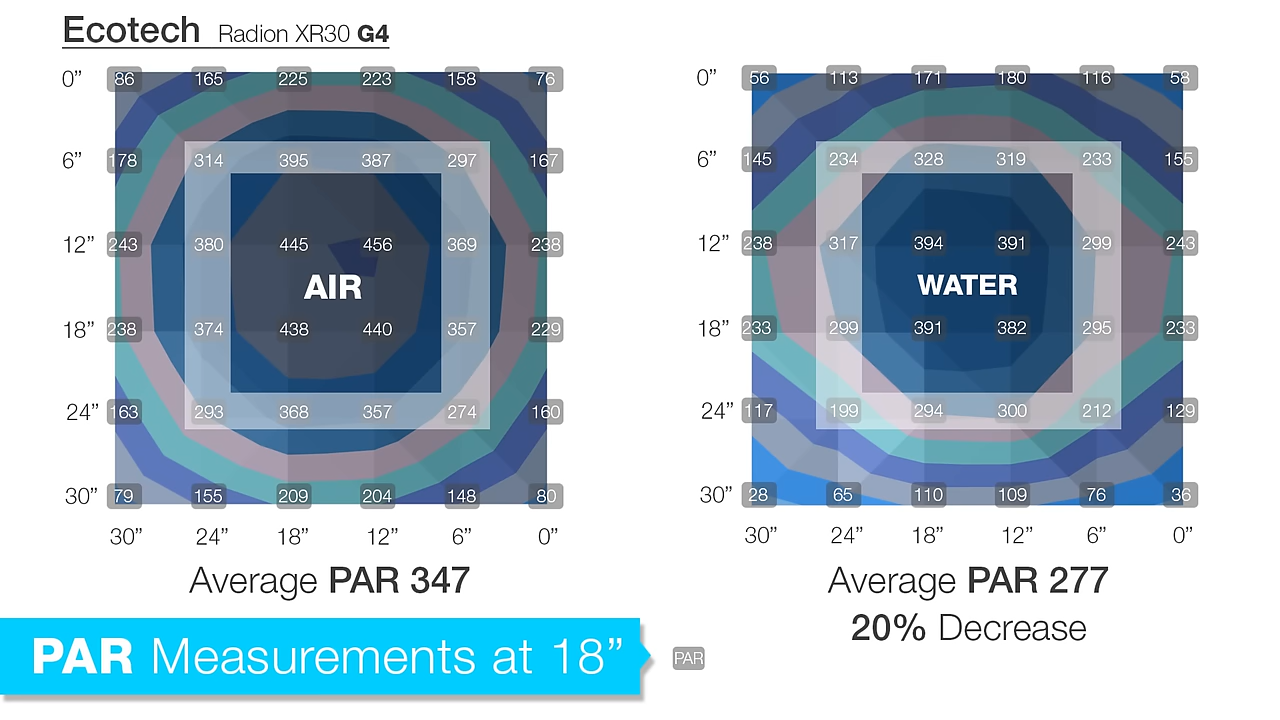 Ecotech Radion XR30 G4
0” 86 165 225 223 158 76
6” 178 314 395 387 297 167
12” 243 380 445 456 369 238
AIR
18” 238 374 438 440 357 229
24” 163 293 368 357 274 160
30” 79 155 209 204 148 80
30” 24” 18” 12” 6” 0”
Average PAR 347
0” 56 113 171 180 116 58
6” 145 234 328 319 233 155
12” 238 317 394 391 299 243
WATER
18” 233 299 391 382 295 233
24” 117 199 294 300 212 129
30” 28 65 110 109 76 36
30” 24” 18” 12” 6” 0”
Average PAR 277
20% Decrease
PAR Measurements at 18”
PAR